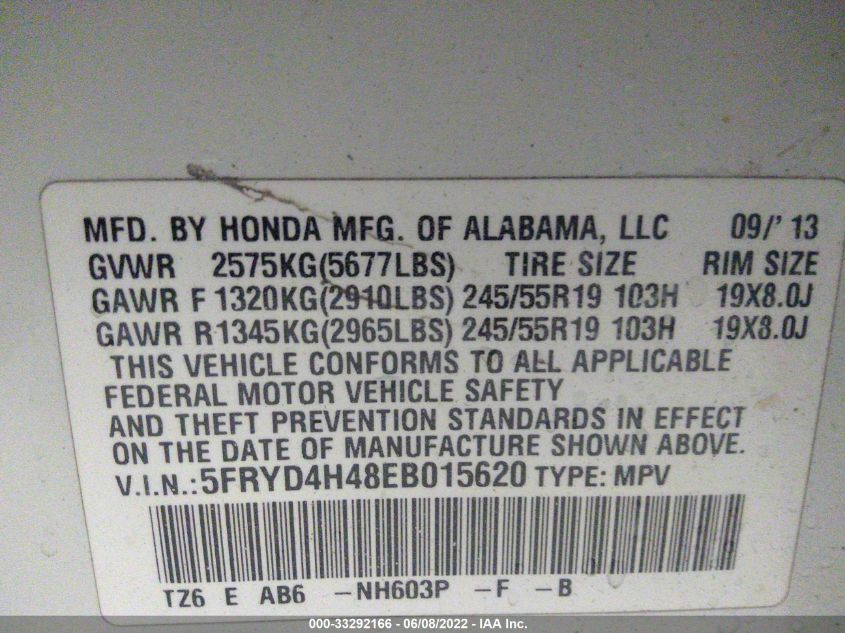 MFD. BY HONDA MFG. OF ALABAMA, LLC 09/'13
GVWR 2575KG(5677LBS) TIRE SIZE RIM SIZE
GAWR F 1320KG(2910LBS) 245/55R19 103H 19X8.0J
GAWR R1345KG(2965LBS) 245/55R19 103H 19X8.0J
THIS VEHICLE CONFORMS TO ALL APPLICABLE
FEDERAL MOTOR VEHICLE SAFETY
AND THEFT PREVENTION STANDARDS IN EFFECT
ON THE DATE OF MANUFACTURE SHOWN ABOVE.
V.I.N.:5FRYD4H48EB015620 TYPE: MPV
TZ6 E AB6 -NH603P -F -B
000-33292166 - 06/08/2022 - IAA Inc.